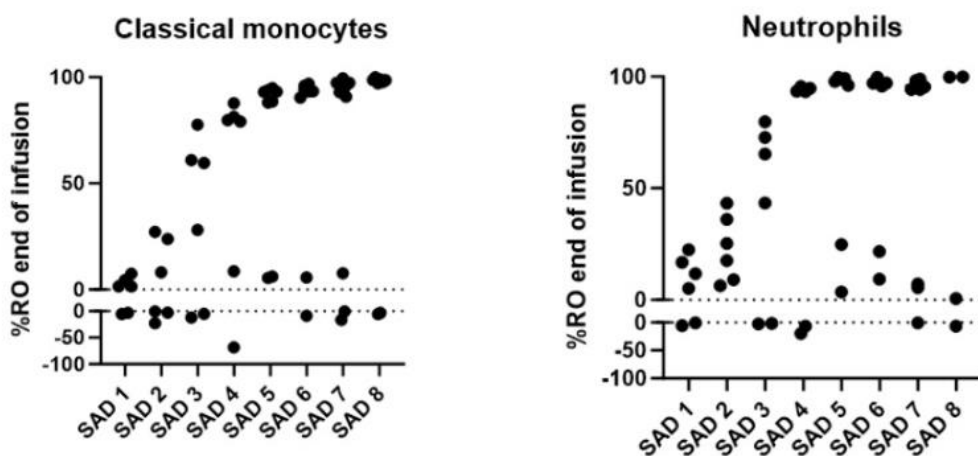 Classical monocytes
%RO end of infusion
100
50
0
0
-50
-100
SAD 1
SAD 2
SAD 3
SAD 4
SAD 5
SAD 6
SAD 7
SAD 8
Neutrophils
%RO end of infusion
100
50
0
0
-50
-100
SAD 1
SAD 2
SAD 3
SAD 4
SAD 5
SAD 6
SAD 7
SAD 8